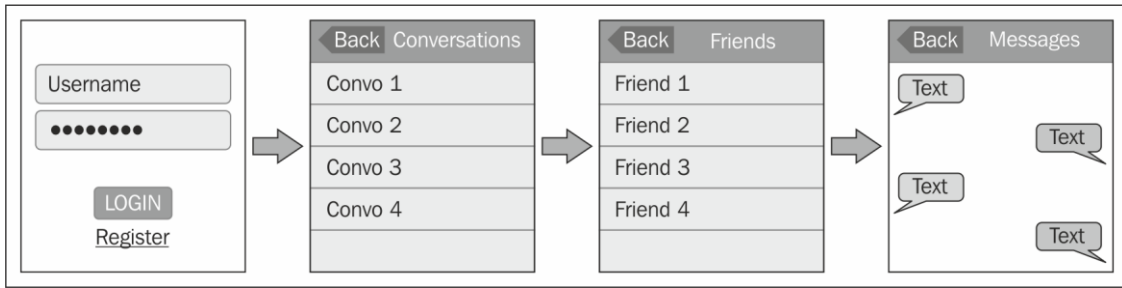 Username
●●●●●●●●
LOGIN
Register
Back Conversations
Convo 1
Convo 2
Convo 3
Convo 4
Back Friends
Friend 1
Friend 2
Friend 3
Friend 4
Back Messages
Text
Text
Text
Text